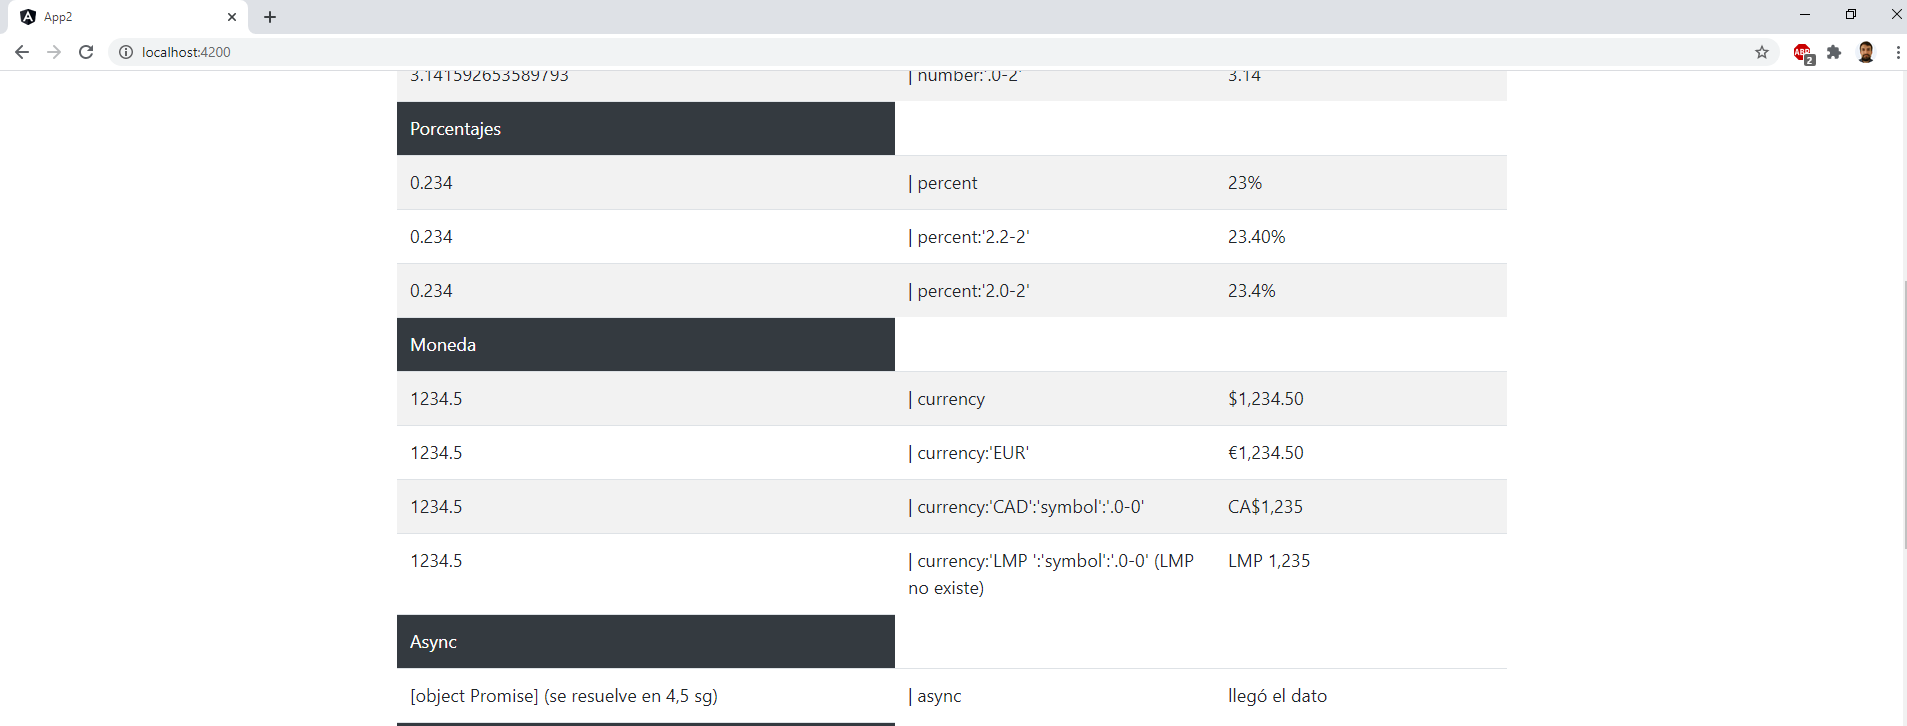 App2
localhost:4200
ABP
2
3.141592653589793 | number:'.0-2' 3.14
Porcentajes
0.234 | percent 23%
0.234 | percent:'2.2-2' 23.40%
0.234 | percent:'2.0-2' 23.4%
Moneda
1234.5 | currency $1,234.50
1234.5 | currency:'EUR' €1,234.50
1234.5 | currency:'CAD':'symbol':'.0-0' CA$1,235
1234.5 | currency:'LMP ':'symbol':'.0-0' (LMP LMP 1,235
no existe)
Async
[object Promise] (se resuelve en 4,5 sg) | async llegó el dato